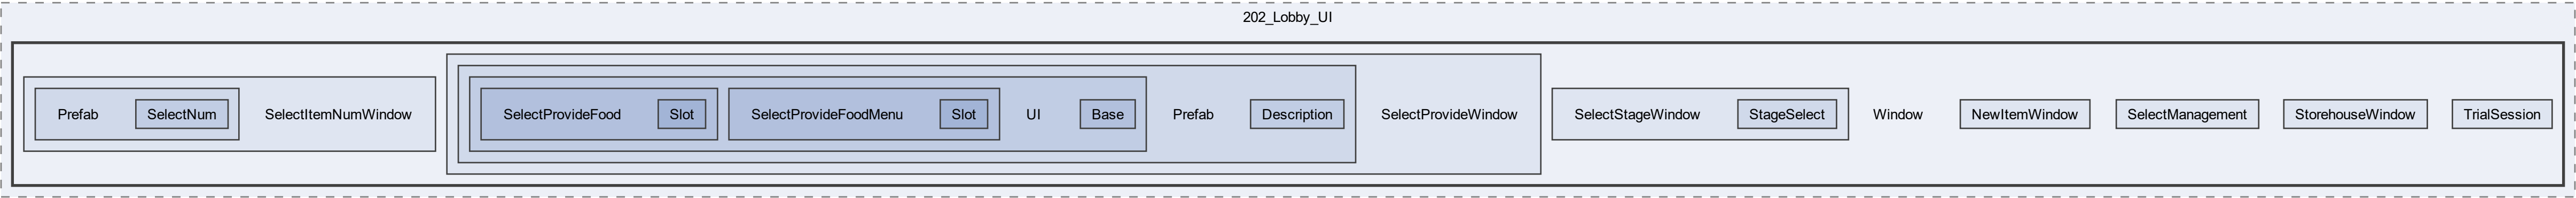 202_Lobby_UI
Prefab
SelectNum
SelectItemNumWindow
SelectProvideFood
Slot
SelectProvideFoodMenu
Slot
UI
Base
Prefab
Description
SelectProvideWindow
SelectStageWindow
StageSelect
Window
NewItemWindow
SelectManagement
StorehouseWindow
TrialSession